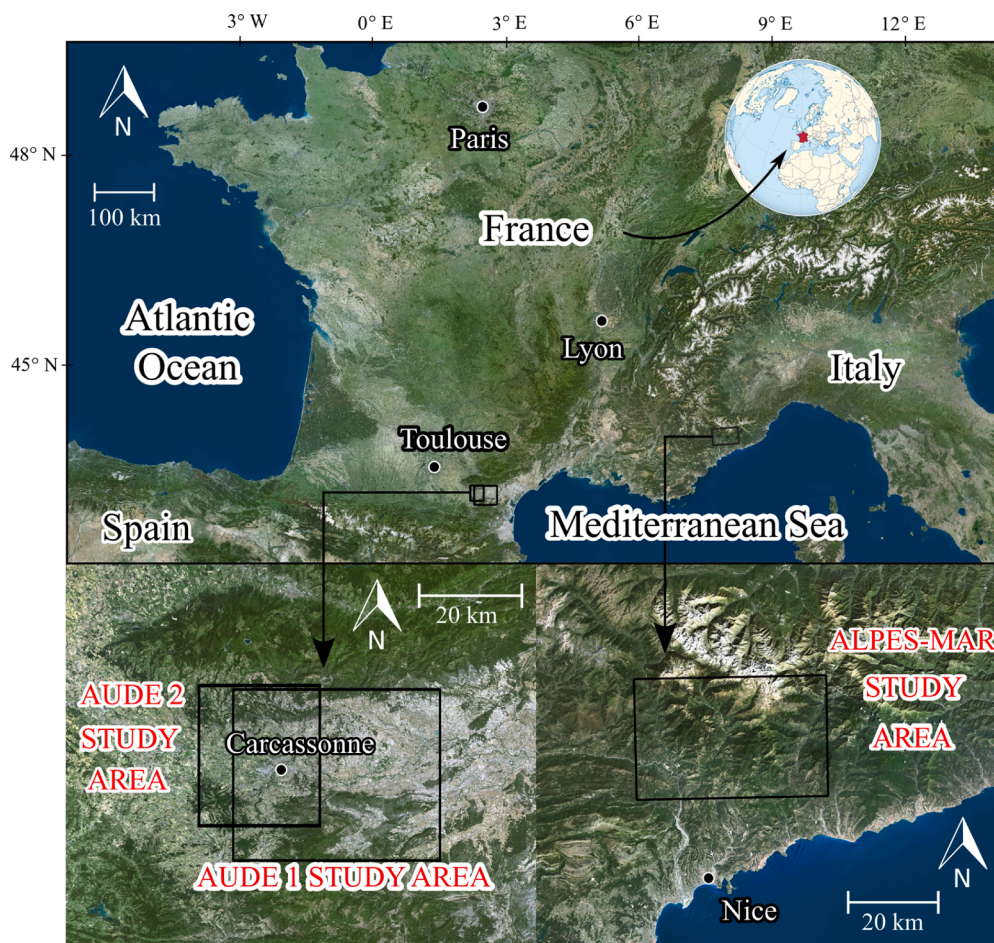 3° W
0° E
3° E
6° E
9° E
12° E
N
Paris
48° N
100 km
France
Atlantic
Ocean
Lyon
Italy
45° N
Toulouse
Spain
Mediterranean Sea
20 km
N
ALPES-MAR
STUDY
AREA
AUDE 2
STUDY
AREA
Carcassonne
AUDE 1 STUDY AREA
N
Nice
20 km